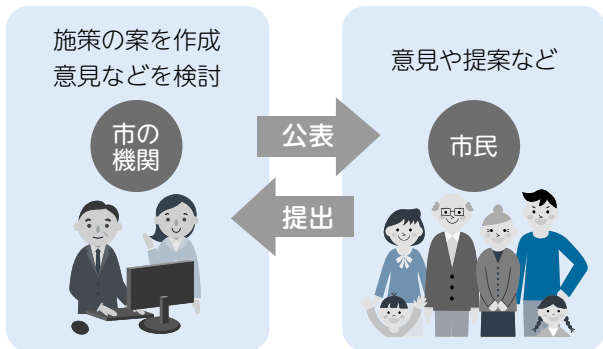 施策の案を作成
意見などを検討
市の
機関
公表
提出
意見や提案など
市民